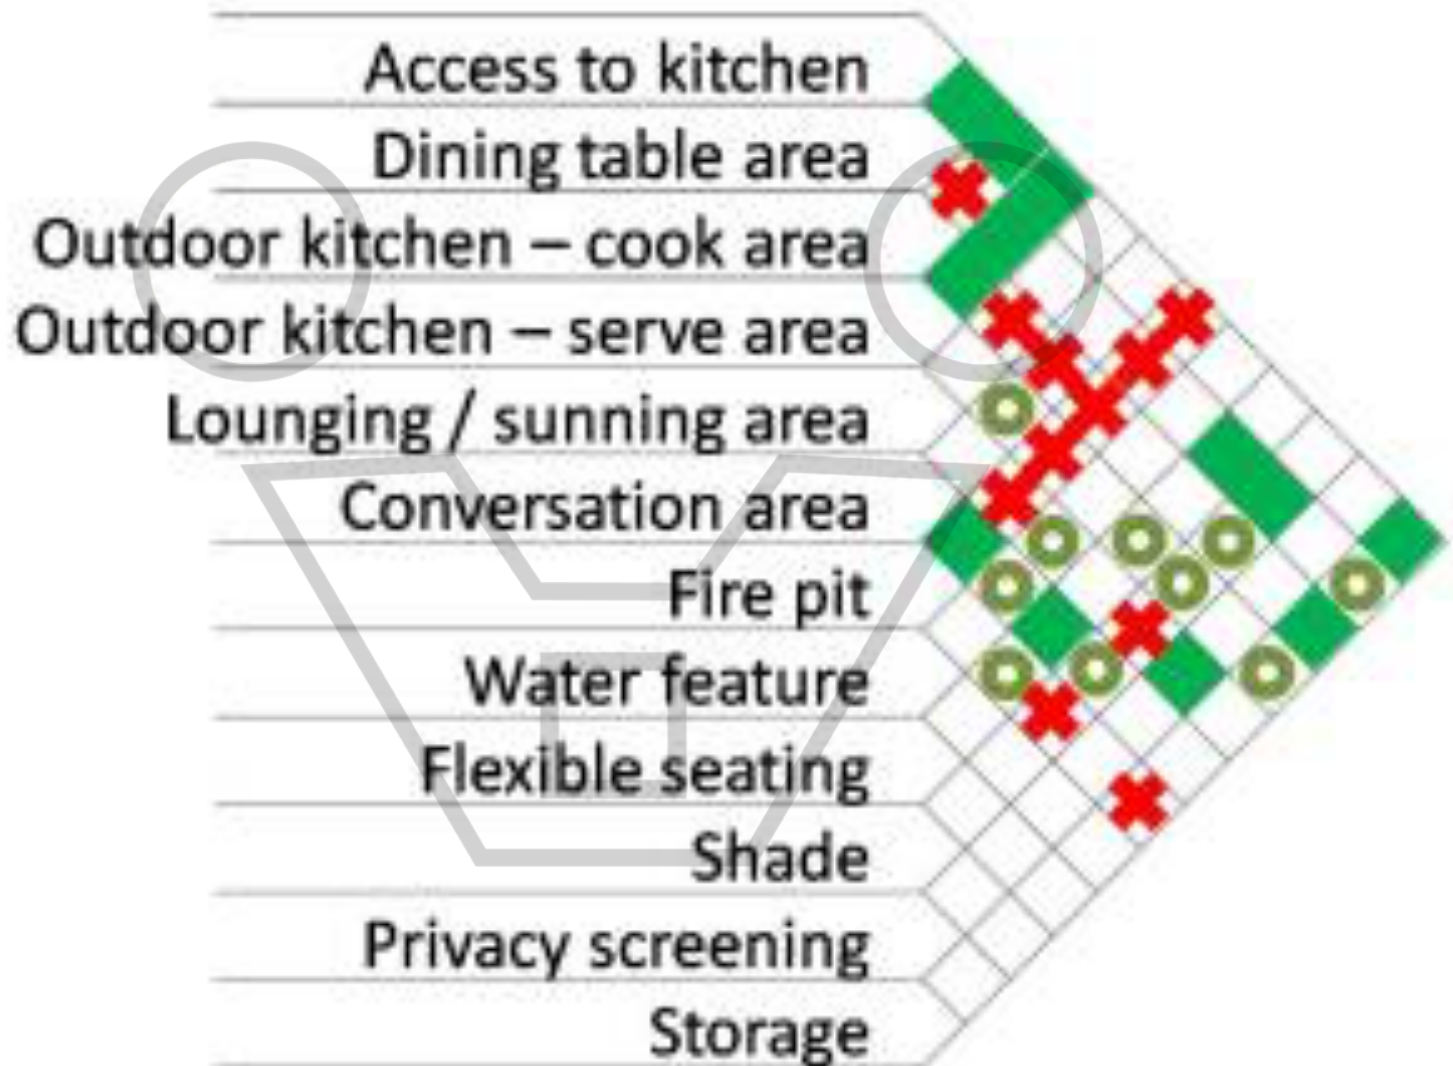 Access to kitchen
Dining table area
Outdoor kitchen – cook area
Outdoor kitchen – serve area
Lounging / sunning area
Conversation area
Fire pit
Water feature
Flexible seating
Shade
Privacy screening
Storage